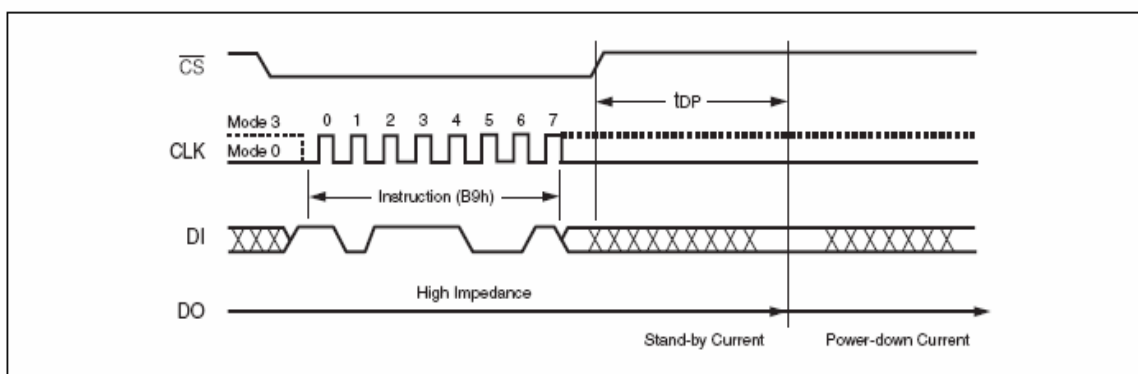 CS
tDP
Mode 3
0 1 2 3 4 5 6 7
CLK
Mode 0
Instruction (B9h)
DI
High Impedance
DO
Stand-by Current
Power-down Current